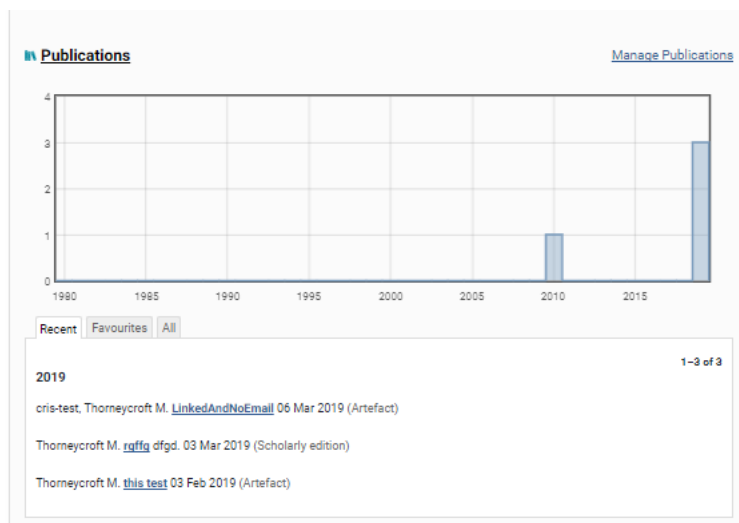 Publications
Manage Publications
4
3
2
1
0
1980 1985 1990 1995 2000 2005 2010 2015
Recent Favourites All
1–3 of 3
2019
cris-test, Thorneycroft M. LinkedAndNoEmail 06 Mar 2019 (Artefact)
Thorneycroft M. rgffg dfgd. 03 Mar 2019 (Scholarly edition)
Thorneycroft M. this test 03 Feb 2019 (Artefact)